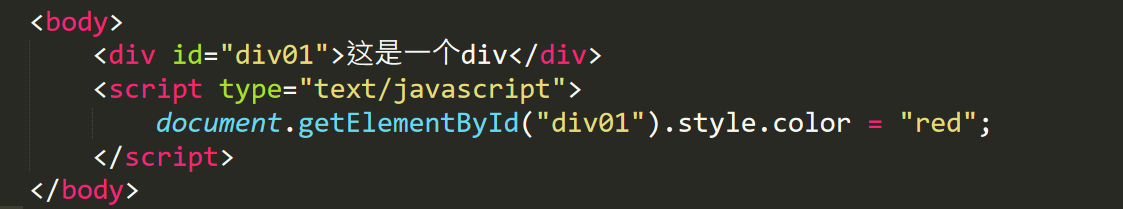 <body>
<div id="div01">这是一个div</div>
<script type="text/javascript">
document.getElementById("div01").style.color = "red";
</script>
</body>